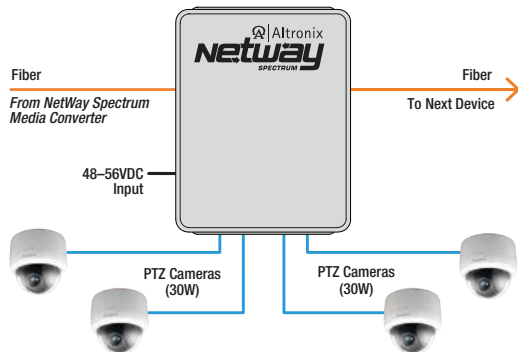 Altronix
Netway
SPECTRUM
Fiber
From NetWay Spectrum
Media Converter
Fiber
To Next Device
48–56VDC
Input
PTZ Cameras
(30W)
PTZ Cameras
(30W)